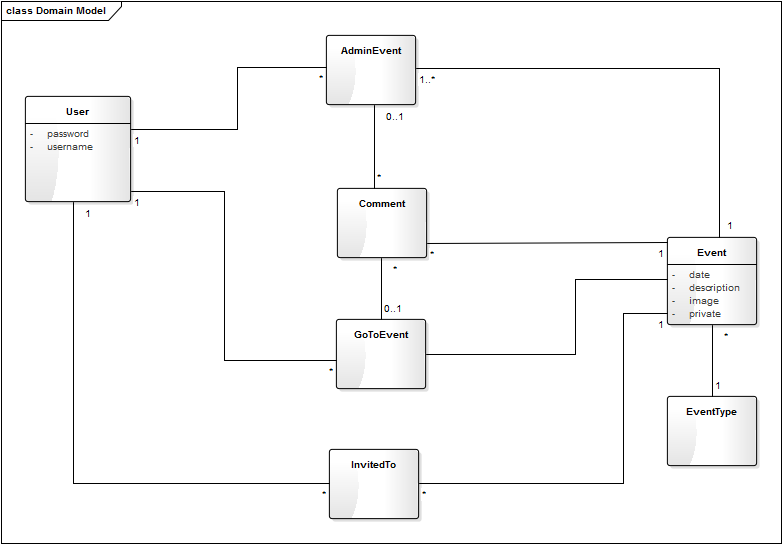 class Domain Model
AdminEvent
*
1..*
User
- password
- username
1
0..1
1
*
1
Comment
1
*
1
*
Event
- date
- description
- image
- private
0..1
GoToEvent
*
1
*
1
EventType
InvitedTo
*
*